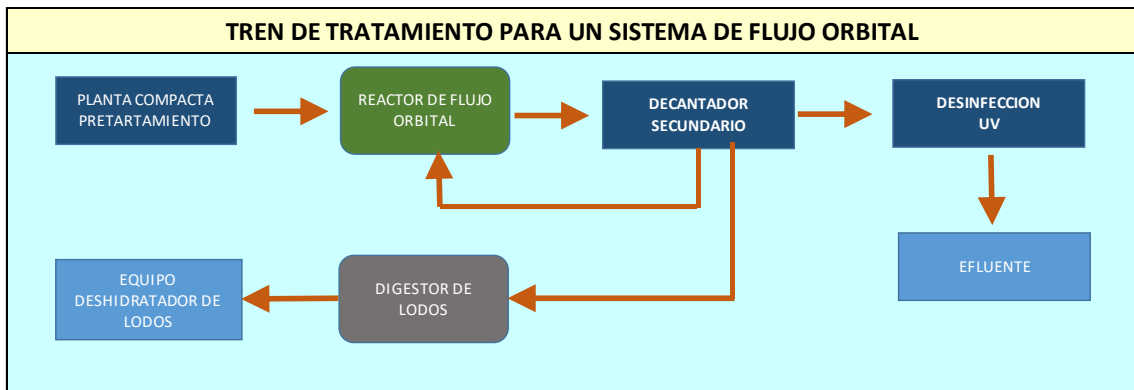 TREN DE TRATAMIENTO PARA UN SISTEMA DE FLUJO ORBITAL
PLANTA COMPACTA
PRETARTAMIENTO
REACTOR DE FLUJO
ORBITAL
DECANTADOR
SECUNDARIO
DESINFECCION
UV
EQUIPO
DESHIDRATADOR DE
LODOS
DIGESTOR DE
LODOS
EFLUENTE